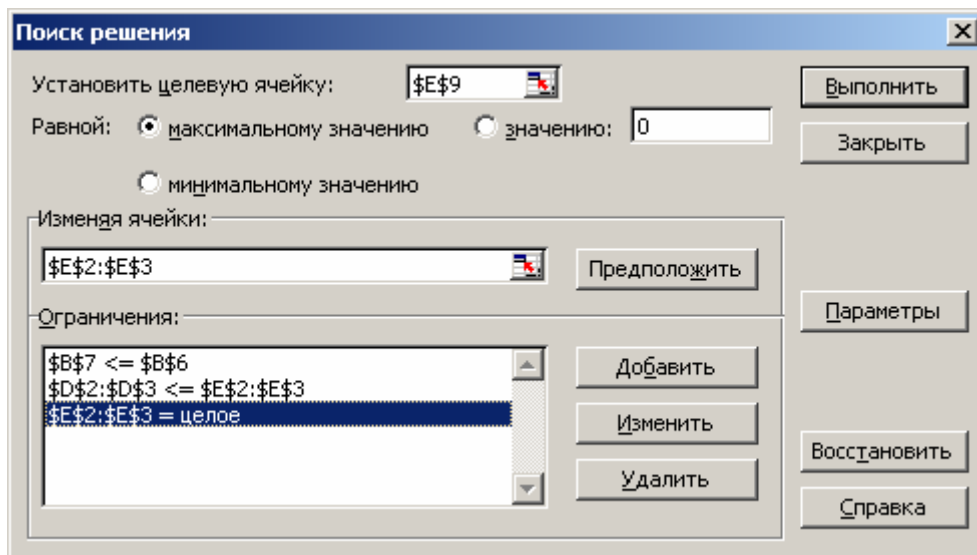 Поиск решения
Установить целевую ячейку: $E$9
Выполнить
Равной: максимальному значению значению: 0
Закрыть
минимальному значению
Изменяя ячейки:
$E$2:$E$3
Предположить
Параметры
Ограничения:
$B$7 <= $B$6
$D$2:$D$3 <= $E$2:$E$3
$E$2:$E$3 = целое
Добавить
Изменить
Удалить
Восстановить
Справка